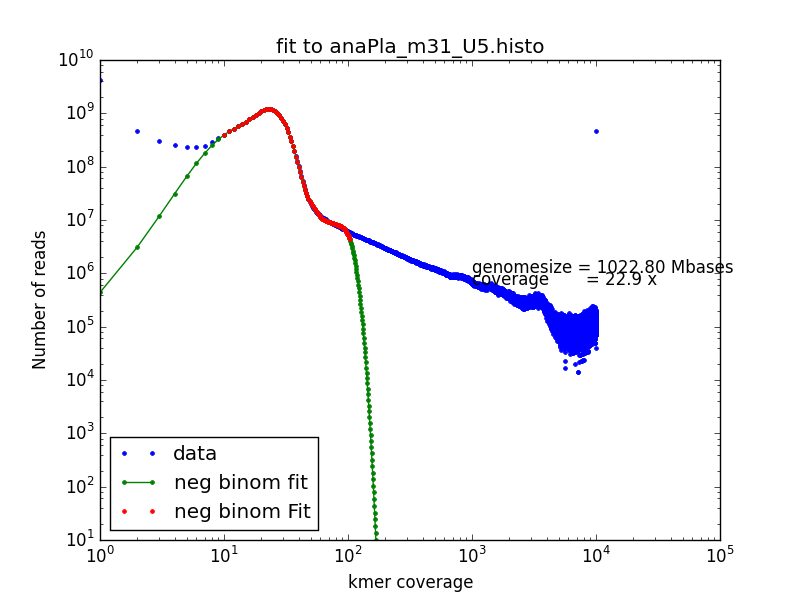 fit to anaPla_m31_U5.histo
10^10
10^9
10^8
10^7
10^6
10^5
10^4
10^3
10^2
10^1
Number of reads
genomesize = 1022.80 Mbases
coverage = 22.9 x
data
neg binom fit
neg binom Fit
10^0 10^1 10^2 10^3 10^4 10^5
kmer coverage